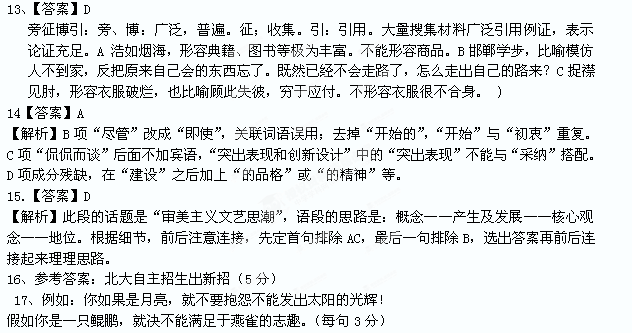 13、【答案】D
旁征博引：旁、博：广泛，普遍。征；收集。引：引用。大量搜集材料广泛引用例证，表示
论证充足。A 浩如烟海，形容典籍、图书等极为丰富。不能形容商品。B 邯郸学步，比喻模仿
人不到家，反把原来自己会的东西忘了。既然已经不会走路了，怎么走出自己的路来？C 捉襟
见肘，形容衣服破烂，也比喻顾此失彼，穷于应付。不形容衣服很不合身。 )
14【答案】A
【解析】B项“尽管”改成“即使”，关联词语误用；去掉“开始的”，“开始”与“初衷”重复。
C项“侃侃而谈”后面不加宾语，“突出表现和创新设计”中的“突出表现”不能与“采纳”搭配。
D项成分残缺，在“建设”之后加上“的品格”或“的精神”等。
15.【答案】D
【解析】此段的话题是“审美主义文艺思潮”，语段的思路是：概念——产生及发展——核心观
念——地位。根据细节，前后注意连接，先定首句排除AC，最后一句排除B，选出答案再前后连
接起来理理思路。
16、参考答案：北大自主招生出新招（5分）
17、例如：你如果是月亮，就不要抱怨不能发出太阳的光辉！
假如你是一只鲲鹏，就决不能满足于燕雀的志趣。（每句3分）